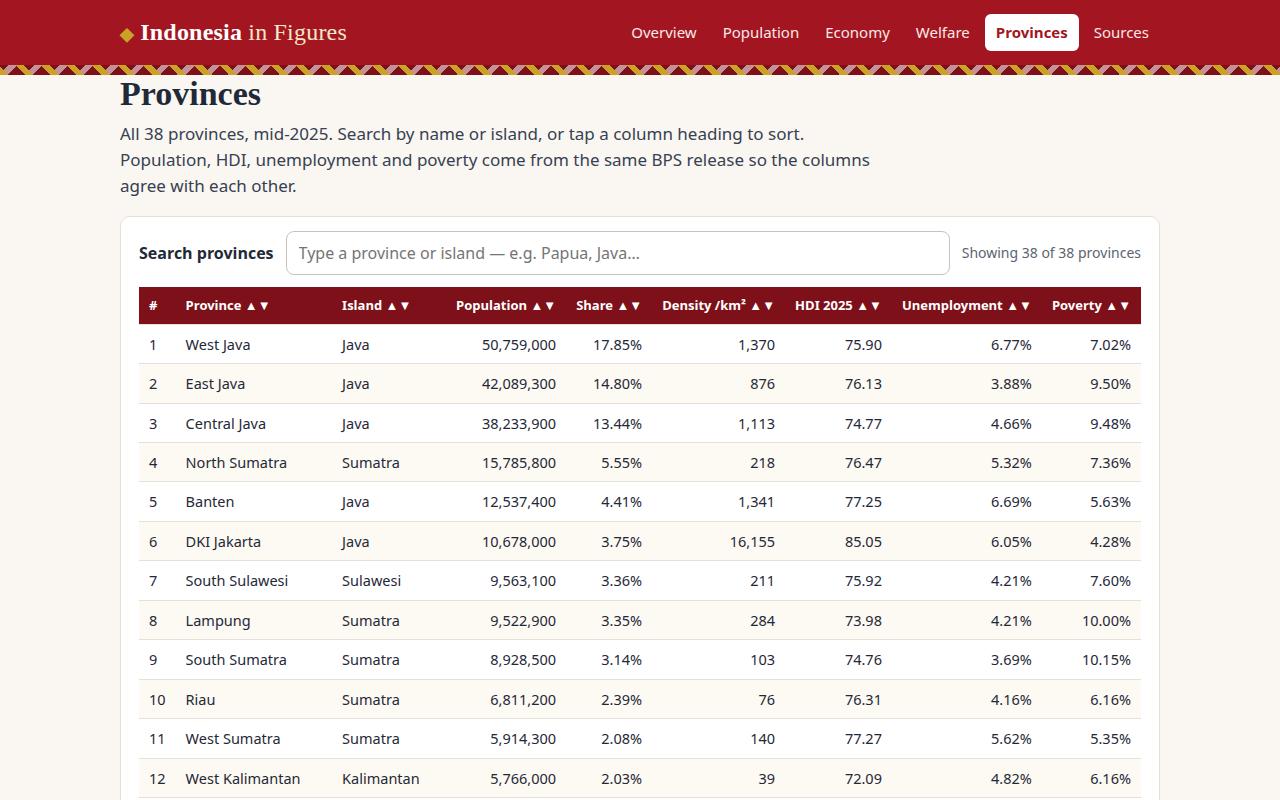 ◆ Indonesia in Figures
Overview Population Economy Welfare Provinces Sources
Provinces
All 38 provinces, mid-2025. Search by name or island, or tap a column heading to sort.
Population, HDI, unemployment and poverty come from the same BPS release so the columns
agree with each other.
Search provinces Type a province or island — e.g. Papua, Java... Showing 38 of 38 provinces
# Province ▲▼ Island ▲▼ Population ▲▼ Share ▲▼ Density /km² ▲▼ HDI 2025 ▲▼ Unemployment ▲▼ Poverty ▲▼
1 West Java Java 50,759,000 17.85% 1,370 75.90 6.77% 7.02%
2 East Java Java 42,089,300 14.80% 876 76.13 3.88% 9.50%
3 Central Java Java 38,233,900 13.44% 1,113 74.77 4.66% 9.48%
4 North Sumatra Sumatra 15,785,800 5.55% 218 76.47 5.32% 7.36%
5 Banten Java 12,537,400 4.41% 1,341 77.25 6.69% 5.63%
6 DKI Jakarta Java 10,678,000 3.75% 16,155 85.05 6.05% 4.28%
7 South Sulawesi Sulawesi 9,563,100 3.36% 211 75.92 4.21% 7.60%
8 Lampung Sumatra 9,522,900 3.35% 284 73.98 4.21% 10.00%
9 South Sumatra Sumatra 8,928,500 3.14% 103 74.76 3.69% 10.15%
10 Riau Sumatra 6,811,200 2.39% 76 76.31 4.16% 6.16%
11 West Sumatra Sumatra 5,914,300 2.08% 140 77.27 5.62% 5.35%
12 West Kalimantan Kalimantan 5,766,000 2.03% 39 72.09 4.82% 6.16%